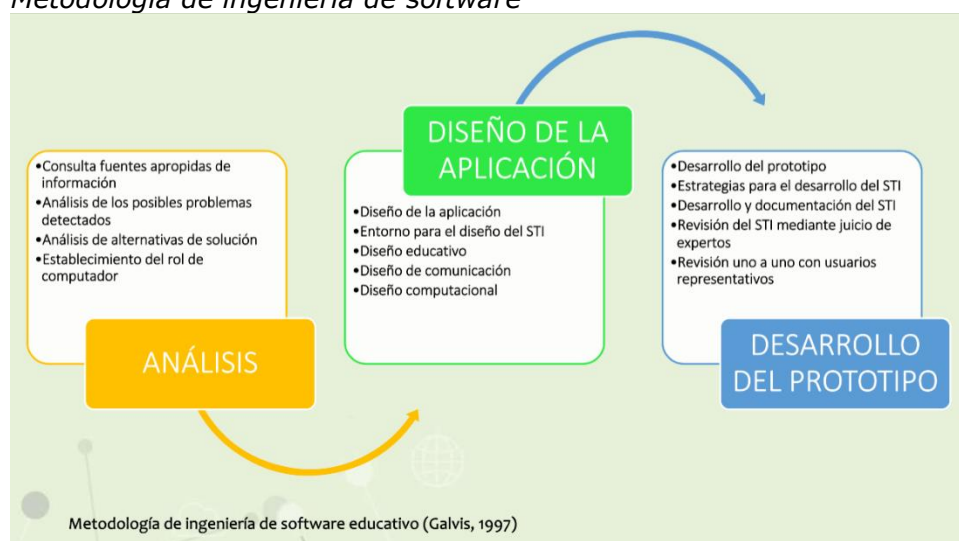 Metodología de ingeniería de software
•Consulta fuentes apropidas de
información
•Análisis de los posibles problemas
detectados
•Análisis de alternativas de solución
•Establecimiento del rol de
computador
ANÁLISIS
DISEÑO DE LA
APLICACIÓN
•Diseño de la aplicación
•Entorno para el diseño del STI
•Diseño educativo
•Diseño de comunicación
•Diseño computacional
•Desarrollo del prototipo
•Estrategias para el desarrollo del STI
•Desarrollo y documentación del STI
•Revisión del STI mediante juicio de
expertos
•Revisión uno a uno con usuarios
representativos
DESARROLLO
DEL PROTOTIPO
Metodología de ingeniería de software educativo (Galvis, 1997)